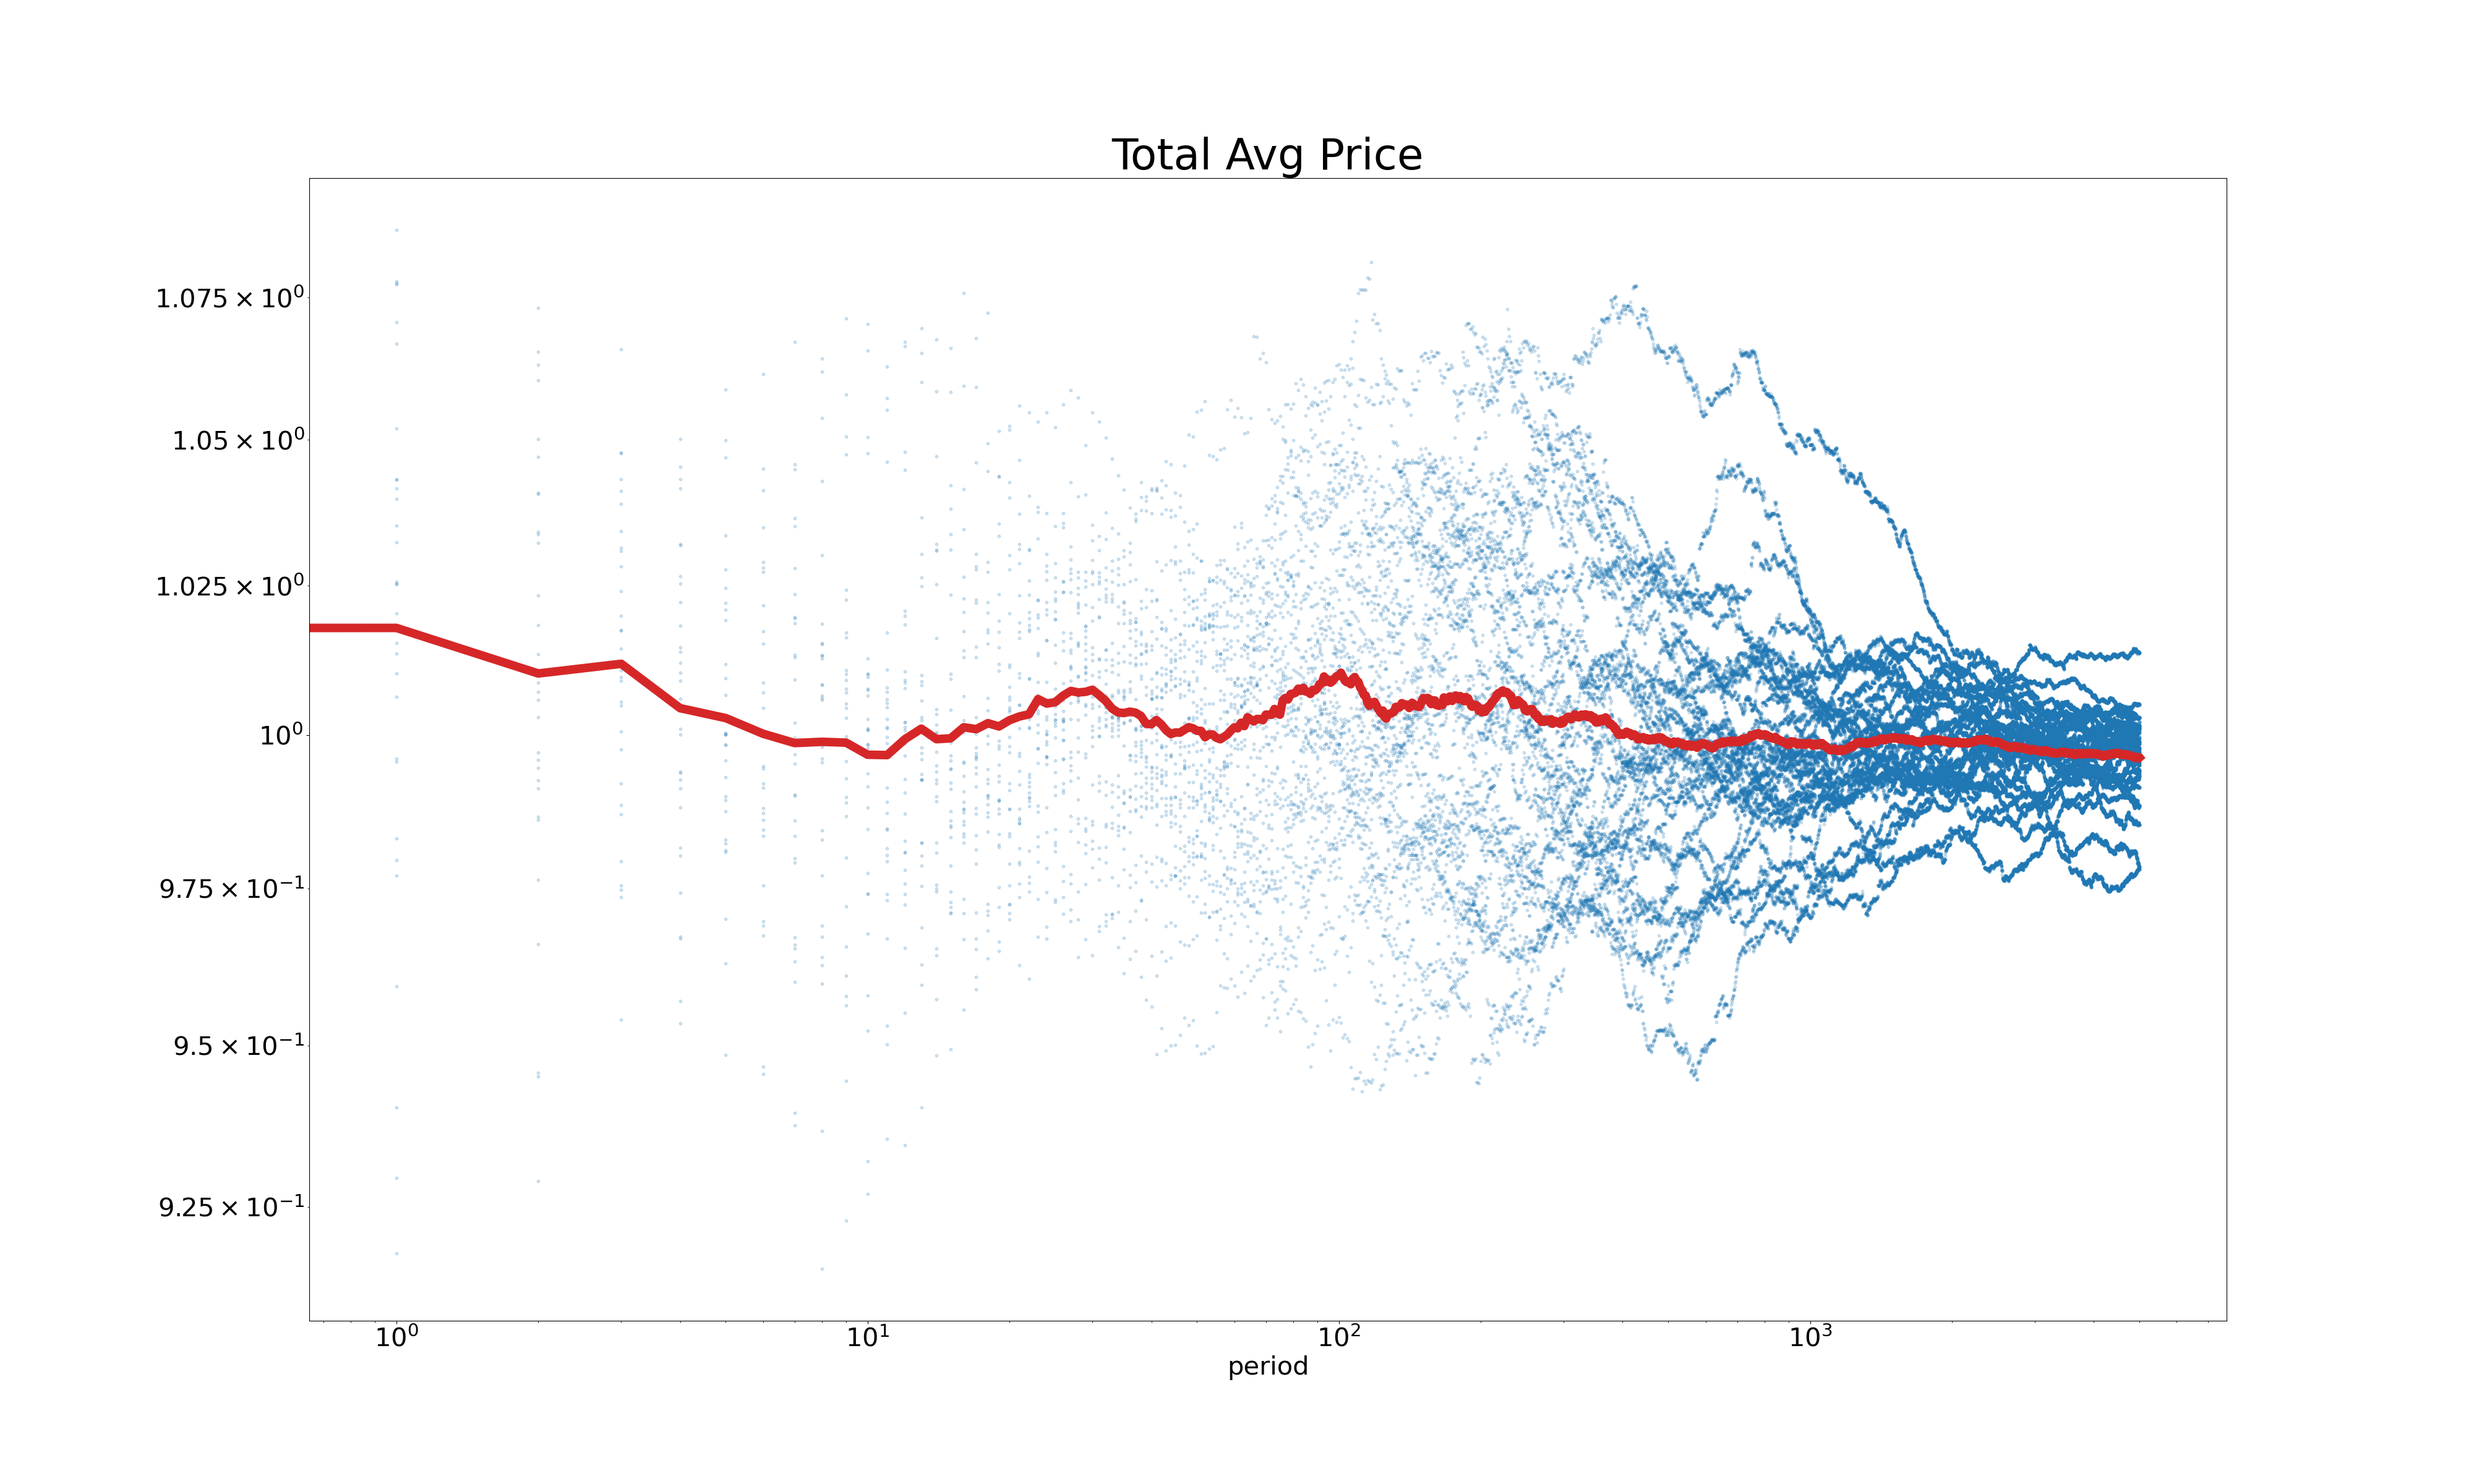 Total Avg Price
1.075 × 10⁰
1.05 × 10⁰
1.025 × 10⁰
10⁰
9.75 × 10⁻¹
9.5 × 10⁻¹
9.25 × 10⁻¹
10⁰ 10¹ 10² 10³
period